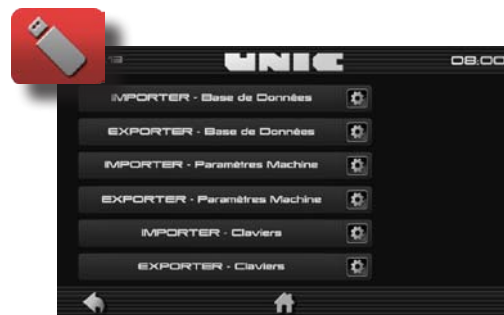 UNIC
08:00
IMPORTER - Base de Données
EXPORTER - Base de Données
IMPORTER - Paramètres Machine
EXPORTER - Paramètres Machine
IMPORTER - Claviers
EXPORTER - Claviers